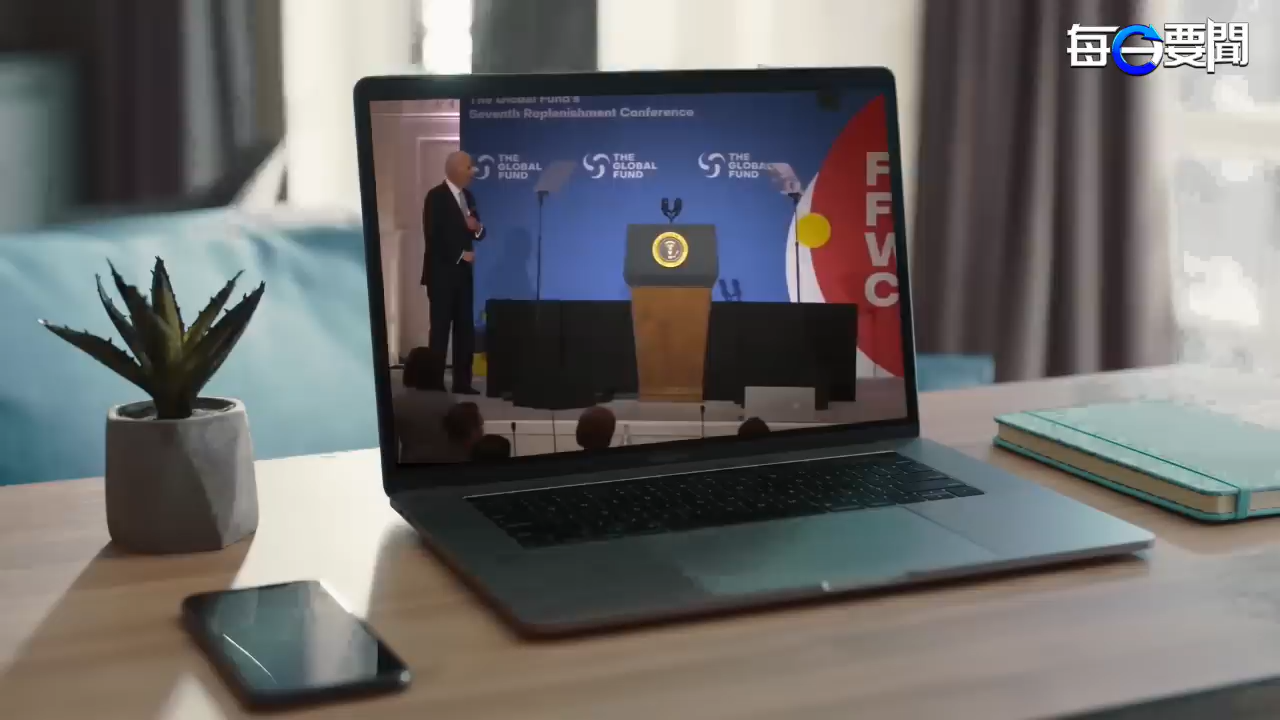 每日要聞
The Global Fund's
Seventh Replenishment Conference
THE
GLOBAL
FUND
THE
GLOBAL
FUND
THE
GLOBAL
FUND
F
F
W
C